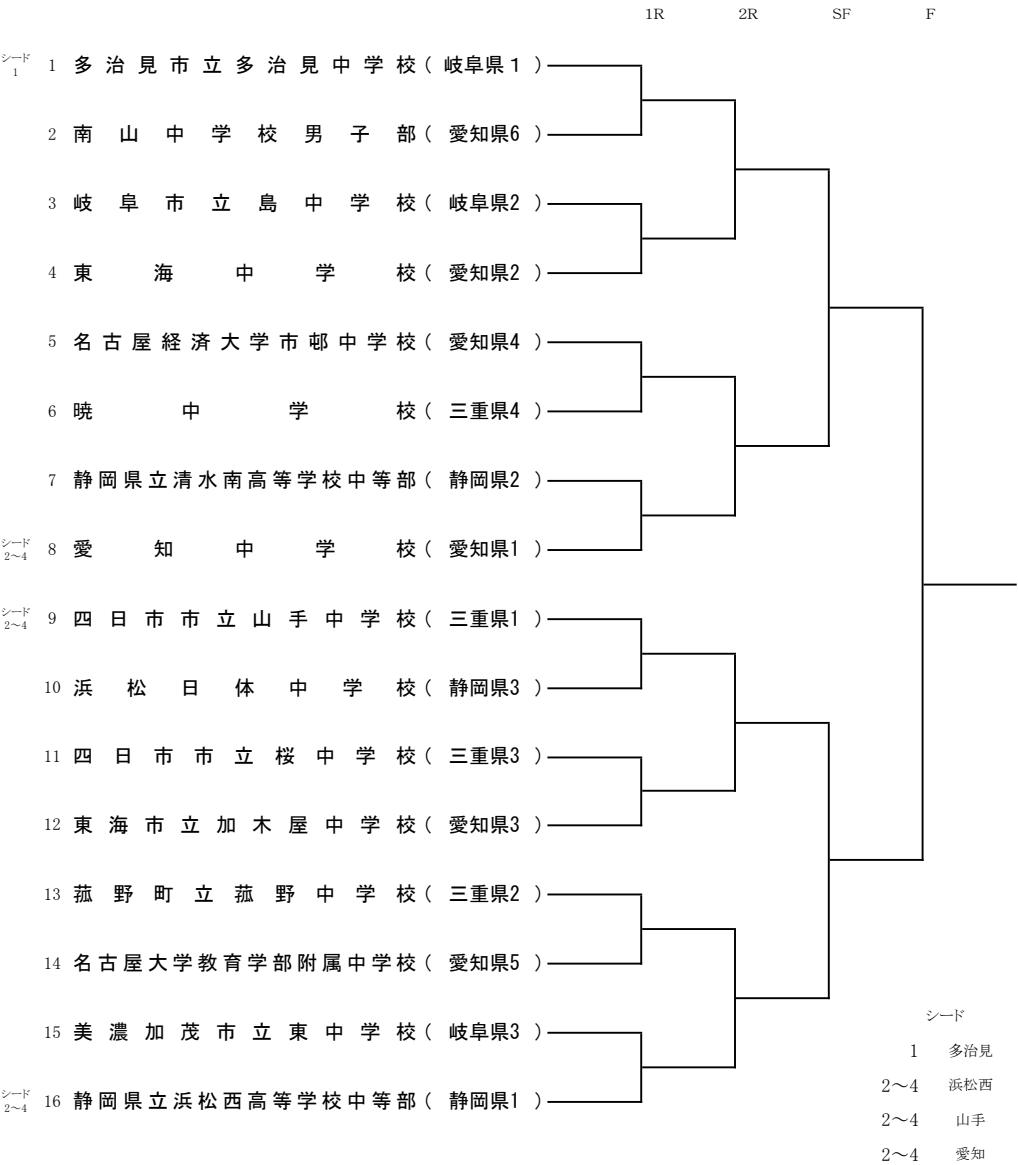 1R 2R SF F
シード1 1 多治見市立多治見中学校( 岐阜県1 )
2 南山中学校男子部( 愛知県6 )
3 岐阜市立島中学校( 岐阜県2 )
4 東海中学校( 愛知県2 )
5 名古屋経済大学市邨中学校( 愛知県4 )
6 暁中学校( 三重県4 )
7 静岡県立清水南高等学校中等部( 静岡県2 )
シード2~4 8 愛知中学校( 愛知県1 )
シード2~4 9 四日市市立山手中学校( 三重県1 )
10 浜松日体中学校( 静岡県3 )
11 四日市市立桜中学校( 三重県3 )
12 東海市立加木屋中学校( 愛知県3 )
13 菰野町立菰野中学校( 三重県2 )
14 名古屋大学教育学部附属中学校( 愛知県5 )
15 美濃加茂市立東中学校( 岐阜県3 )
シード2~4 16 静岡県立浜松西高等学校中等部( 静岡県1 )
シード
1 多治見
2~4 浜松西
2~4 山手
2~4 愛知